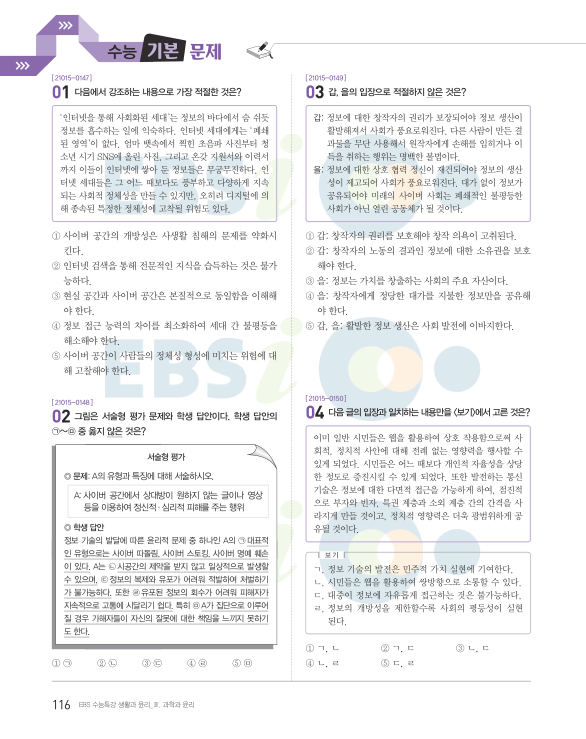 수능 기본 문제
[21015-0147]
01 다음에서 강조하는 내용으로 가장 적절한 것은?
‘인터넷을 통해 사회화된 세대’는 정보의 바다에서 숨 쉬듯
정보를 흡수하는 일에 익숙하다. 인터넷 세대에게는 ‘폐쇄
된 영역’이 없다. 엄마 뱃속에서 찍힌 초음파 사진부터 청
소년 시기 SNS에 올린 사진, 그리고 온갖 지원서와 이력서
까지 이들이 인터넷에 쌓아 둔 정보들은 무궁무진하다. 인
터넷 세대들은 그 어느 때보다도 풍부하고 다양하게 지속
되는 사회적 정체성을 만들 수 있지만, 오히려 디지털에 의
해 종속된 특정한 정체성에 고착될 위험도 있다.
① 사이버 공간의 개방성은 사생활 침해의 문제를 약화시
킨다.
② 인터넷 검색을 통해 전문적인 지식을 습득하는 것은 불가
능하다.
③ 현실 공간과 사이버 공간은 본질적으로 동일함을 이해해
야 한다.
④ 정보 접근 능력의 차이를 최소화하여 세대 간 불평등을
해소해야 한다.
⑤ 사이버 공간이 사람들의 정체성 형성에 미치는 위험에 대
해 고찰해야 한다.
[21015-0148]
02 그림은 서술형 평가 문제와 학생 답안이다. 학생 답안의
㉠~㉤ 중 옳지 않은 것은?
서술형 평가
◎ 문제: A의 유형과 특징에 대해 서술하시오.
A: 사이버 공간에서 상대방이 원하지 않는 글이나 영상
등을 이용하여 정신적·심리적 피해를 주는 행위
◎ 학생 답안
정보 기술의 발달에 따른 윤리적 문제 중 하나인 A의 ㉠ 대표적
인 유형으로는 사이버 따돌림, 사이버 스토킹, 사이버 명예 훼손
이 있다. A는 ㉡ 시공간의 제약을 받지 않고 일상적으로 발생할
수 있으며, ㉢ 정보의 복제와 유포가 어려워 적발하여 처벌하기
가 불가능하다. 또한 ㉣ 유포된 정보의 회수가 어려워 피해자가
지속적으로 고통에 시달리기 쉽다. 특히 ㉤ A가 집단으로 이루어
질 경우 가해자들이 자신의 잘못에 대한 책임을 느끼지 못하기
도 한다.
① ㉠ ② ㉡ ③ ㉢ ④ ㉣ ⑤ ㉤
[21015-0149]
03 갑, 을의 입장으로 적절하지 않은 것은?
갑: 정보에 대한 창작자의 권리가 보장되어야 정보 생산이
활발해져서 사회가 풍요로워진다. 다른 사람이 만든 결
과물을 무단 사용해서 창작자에게 손해를 입히거나 이
득을 취하는 행위는 명백한 불법이다.
을: 정보에 대한 상호 협력 정신이 재건되어야 정보의 생산
성이 제고되어 사회가 풍요로워진다. 대가 없이 정보가
공유되어야 미래의 사이버 사회는 폐쇄적인 불평등한
사회가 아닌 열린 공동체가 될 것이다.
① 갑: 창작자의 권리를 보호해야 창작 의욕이 고취된다.
② 갑: 창작자의 노동의 결과인 정보에 대한 소유권을 보호
해야 한다.
③ 을: 정보는 가치를 창출하는 사회의 주요 자산이다.
④ 을: 창작자에게 정당한 대가를 지불한 정보만을 공유해
야 한다.
⑤ 갑, 을: 활발한 정보 생산은 사회 발전에 이바지한다.
[21015-0150]
04 다음 글의 입장과 일치하는 내용만을 〈보기〉에서 고른 것은?
이미 일반 시민들은 웹을 활용하여 상호 작용함으로써 사
회적, 정치적 사안에 대해 전례 없는 영향력을 행사할 수
있게 되었다. 시민들은 어느 때보다 개인적 자율성을 상당
한 정도로 증진시킬 수 있게 되었다. 또한 발전하는 통신
기술은 정보에 대한 다면적 접근을 가능하게 하여, 점진적
으로 부자와 빈자, 특권 계층과 소외 계층 간의 간격을 사
라지게 만들 것이고, 정치적 영향력은 더욱 광범위하게 공
유될 것이다.
보기
ㄱ. 정보 기술의 발전은 민주적 가치 실현에 기여한다.
ㄴ. 시민들은 웹을 활용하여 쌍방향으로 소통할 수 있다.
ㄷ. 대중이 정보에 자유롭게 접근하는 것은 불가능하다.
ㄹ. 정보의 개방성을 제한할수록 사회의 평등성이 실현
된다.
① ㄱ, ㄴ ② ㄱ, ㄷ ③ ㄴ, ㄷ
④ ㄴ, ㄹ ⑤ ㄷ, ㄹ
EBSi
EBSi
116 EBS 수능특강 생활과 윤리_Ⅲ. 과학과 윤리